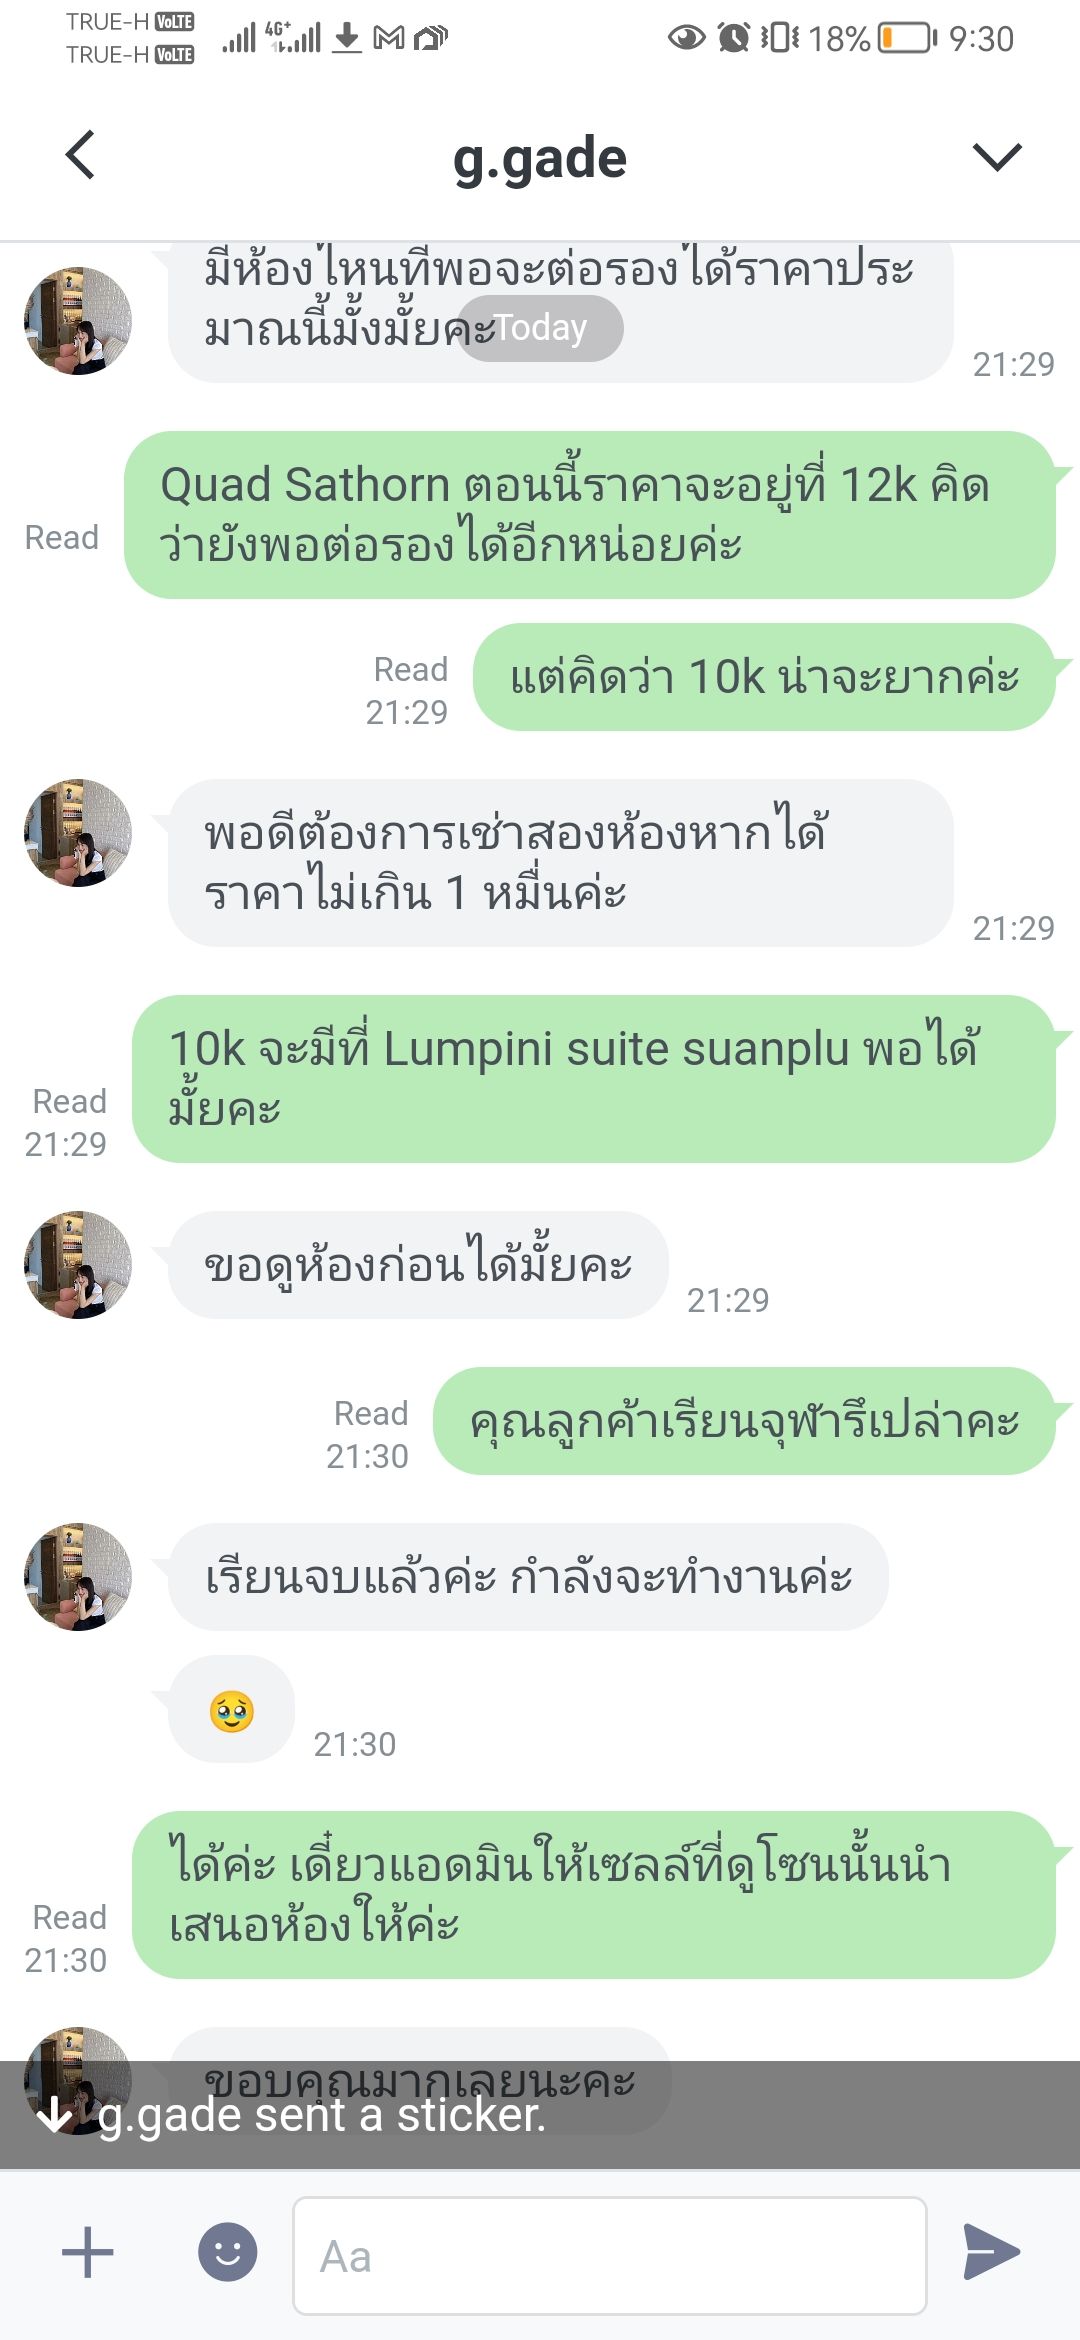 TRUE-H VoLTE
TRUE-H VoLTE
4G+
18%
9:30
g.gade
มีห้องไหนที่พอจะต่อรองได้ราคาประ
มาณนี้มั้งมั้ยคะ
Today
21:29
Quad Sathorn ตอนนี้ราคาจะอยู่ที่ 12k คิด
ว่ายังพอต่อรองได้อีกหน่อยค่ะ
Read
แต่คิดว่า 10k น่าจะยากค่ะ
Read
21:29
พอดีต้องการเช่าสองห้องหากได้
ราคาไม่เกิน 1 หมื่นค่ะ
21:29
10k จะมีที่ Lumpini suite suanplu พอได้
มั้ยคะ
Read
21:29
ขอดูห้องก่อนได้มั้ยคะ
21:29
คุณลูกค้าเรียนจุฬารึเปล่าคะ
Read
21:30
เรียนจบแล้วค่ะ กำลังจะทำงานค่ะ
🥹
21:30
ได้ค่ะ เดี๋ยวแอดมินให้เซลล์ที่ดูโซนนั้นนำ
เสนอห้องให้ค่ะ
Read
21:30
ขอบคุณมากเลยนะคะ
g.gade sent a sticker.
Aa